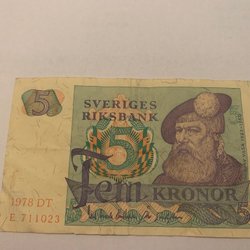 5
SVERIGES
RIKSBANK
5
Fem KRONOR
1978 DT
E 711023
5